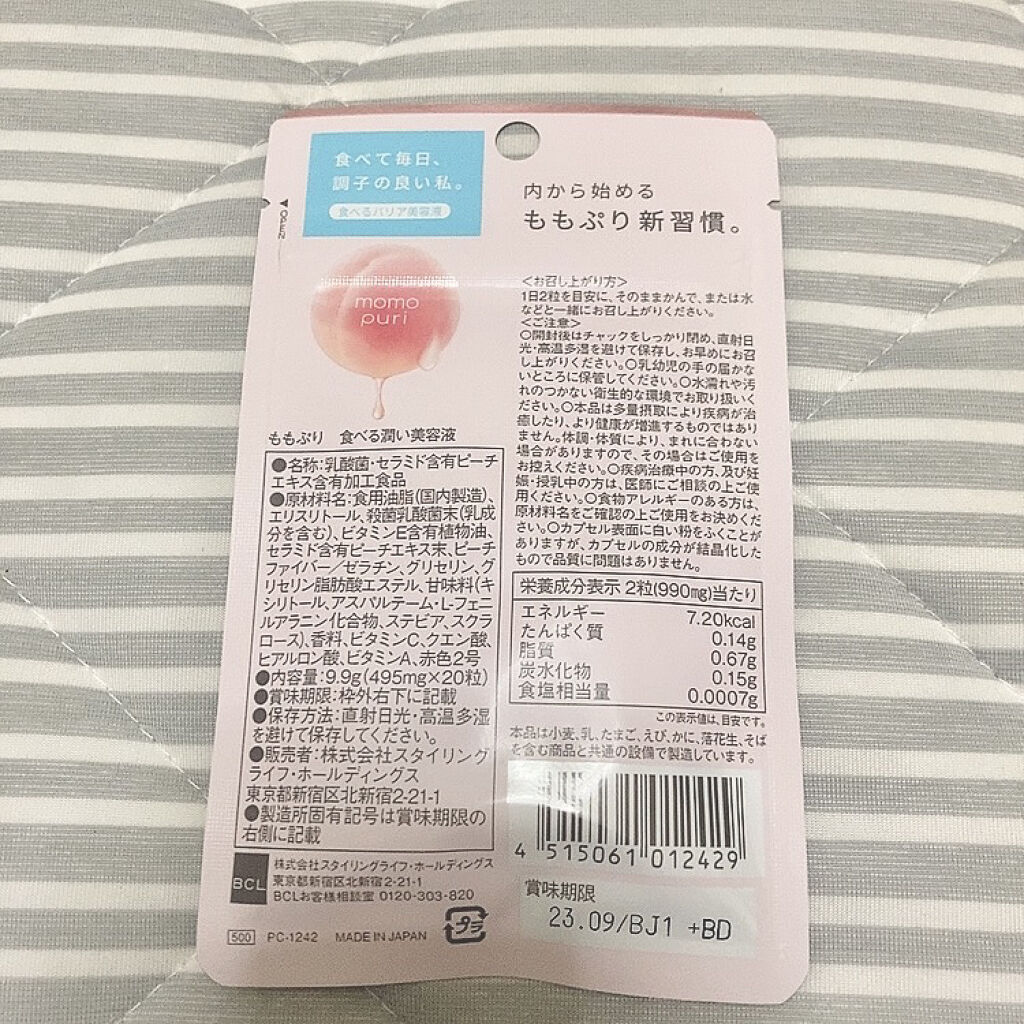 食べて毎日、
調子の良い私。
食べるバリア美容液
OPEN
momo
puri
ももぷり 食べる潤い美容液
●名称:乳酸菌・セラミド含有ピーチ
エキス含有加工食品
●原材料名:食用油脂(国内製造)、
エリスリトール、殺菌乳酸菌末(乳成
分を含む)、ビタミンE含有植物油、
セラミド含有ピーチエキス末、ピーチ
ファイバー/ゼラチン、グリセリン、グ
リセリン脂肪酸エステル、甘味料(キ
シリトール、アスパルテーム・L-フェニ
ルアラニン化合物、ステビア、スクラ
ロース)、香料、ビタミンC、クエン酸、
ヒアルロン酸、ビタミンA、赤色2号
●内容量:9.9g(495mg×20粒)
●賞味期限:枠外右下に記載
●保存方法:直射日光・高温多湿
を避けて保存してください。
●販売者:株式会社スタイリング
ライフ・ホールディングス
東京都新宿区北新宿2-21-1
●製造所固有記号は賞味期限の
右側に記載
BCL
株式会社スタイリングライフ・ホールディングス
東京都新宿区北新宿2-21-1
BCLお客様相談室 0120-303-820
500 PC-1242 MADE IN JAPAN プラ
内から始める
ももぷり新習慣。
<お召し上がり方>
1日2粒を目安に、そのままかんで、または水
などと一緒にお召し上がりください。
<ご注意>
○開封後はチャックをしっかり閉め、直射日
光・高温多湿を避けて保存し、お早めにお召
し上がりください。○乳幼児の手の届かな
いところに保管してください。○水濡れや汚
れのつかない衛生的な環境でお取り扱いく
ださい。○本品は多量摂取により疾病が治
癒したり、より健康が増進するものではあり
ません。体調・体質により、まれに合わない
場合がありますので、その場合はご使用を
お控えください。○疾病治療中の方、及び妊
娠・授乳中の方は、医師にご相談の上ご使
用ください。○食物アレルギーのある方は、
原材料名をご確認の上ご使用をお決めくだ
さい。○カプセル表面に白い粉をふくことが
ありますが、カプセルの成分が結晶化した
もので品質に問題はありません。
栄養成分表示 2粒(990mg)当たり
エネルギー 7.20kcal
たんぱく質 0.14g
脂質 0.67g
炭水化物 0.15g
食塩相当量 0.0007g
この表示値は、目安です。
本品は小麦、乳、たまご、えび、かに、落花生、そば
を含む商品と共通の設備で製造しています。
4 515061 012429
賞味期限
23.09/BJ1 +BD